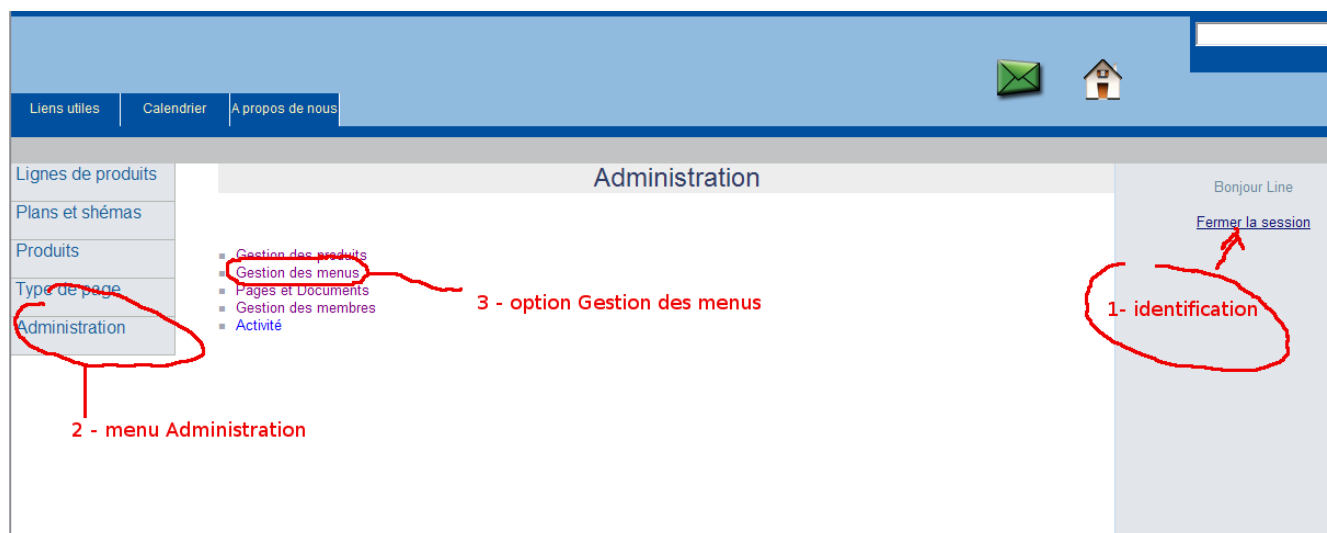 Liens utiles
Calendrier
A propos de nous
Lignes de produits
Plans et shémas
Produits
Type de page
Administration
Administration
Gestion des produits
Gestion des menus
Pages et Documents
Gestion des membres
Activité
Bonjour Line
Fermer la session
1- identification
2 - menu Administration
3 - option Gestion des menus